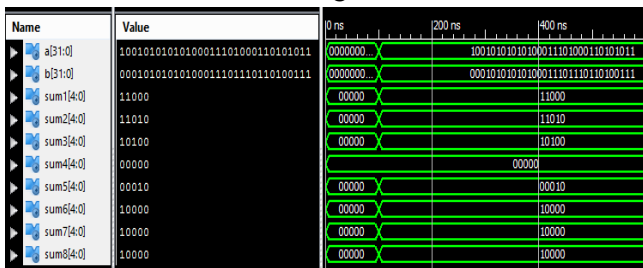 Name Value 0 ns 200 ns 400 ns
a[31:0] 10010101010100011101000110101011 0000000... 10010101010100011101000110101011
b[31:0] 00010101010100011101110110100111 0000000... 00010101010100011101110110100111
sum1[4:0] 11000 00000 11000
sum2[4:0] 11010 00000 11010
sum3[4:0] 10100 00000 10100
sum4[4:0] 00000 00000
sum5[4:0] 00010 00000 00010
sum6[4:0] 10000 00000 10000
sum7[4:0] 10000 00000 10000
sum8[4:0] 10000 00000 10000